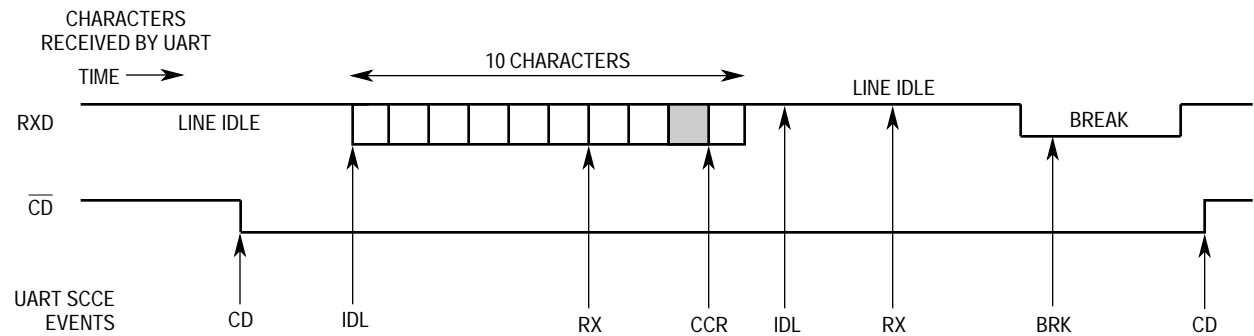 CHARACTERS
RECEIVED BY UART
TIME
10 CHARACTERS
LINE IDLE
RXD
LINE IDLE
BREAK
CD
UART SCCE
EVENTS
CD
IDL
RX
CCR
IDL
RX
BRK
CD